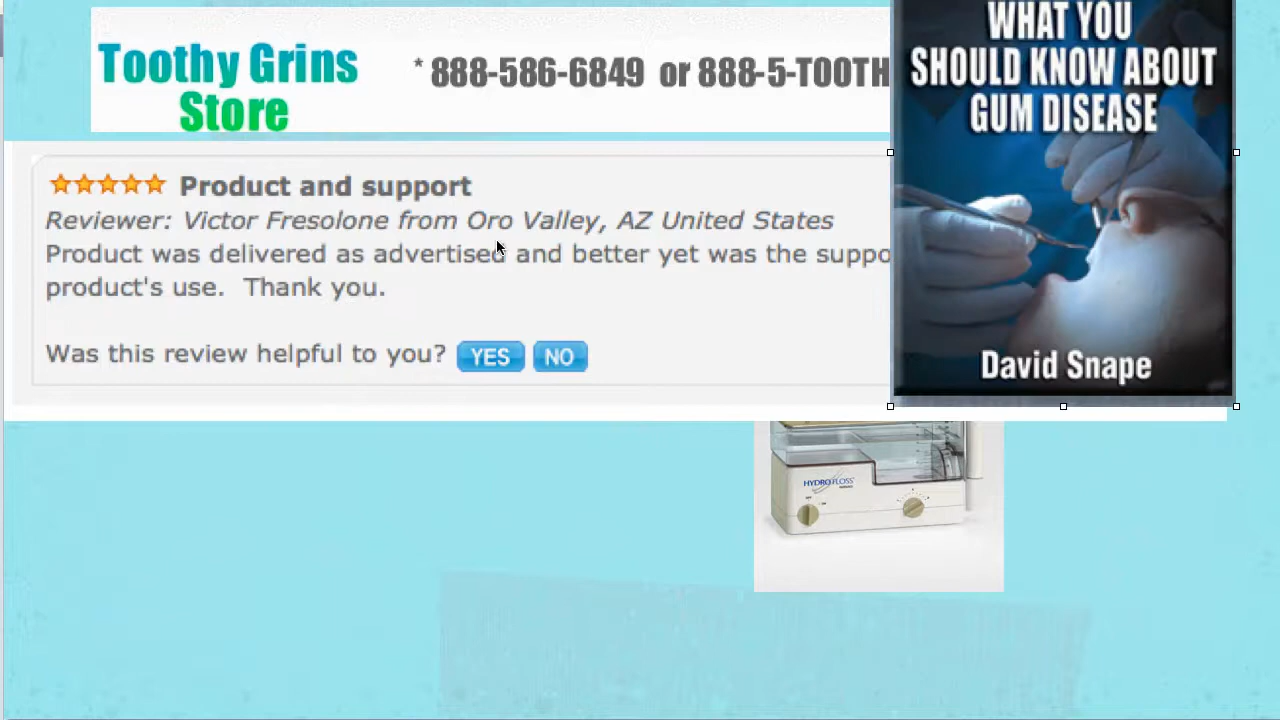 Toothy Grins
Store
* 888-586-6849 or 888-5-TOOTH
WHAT YOU
SHOULD KNOW ABOUT
GUM DISEASE
David Snape
Product and support
Reviewer: Victor Fresolone from Oro Valley, AZ United States
Product was delivered as advertised and better yet was the suppo
product's use. Thank you.
Was this review helpful to you? YES NO
HYDRO FLOSS